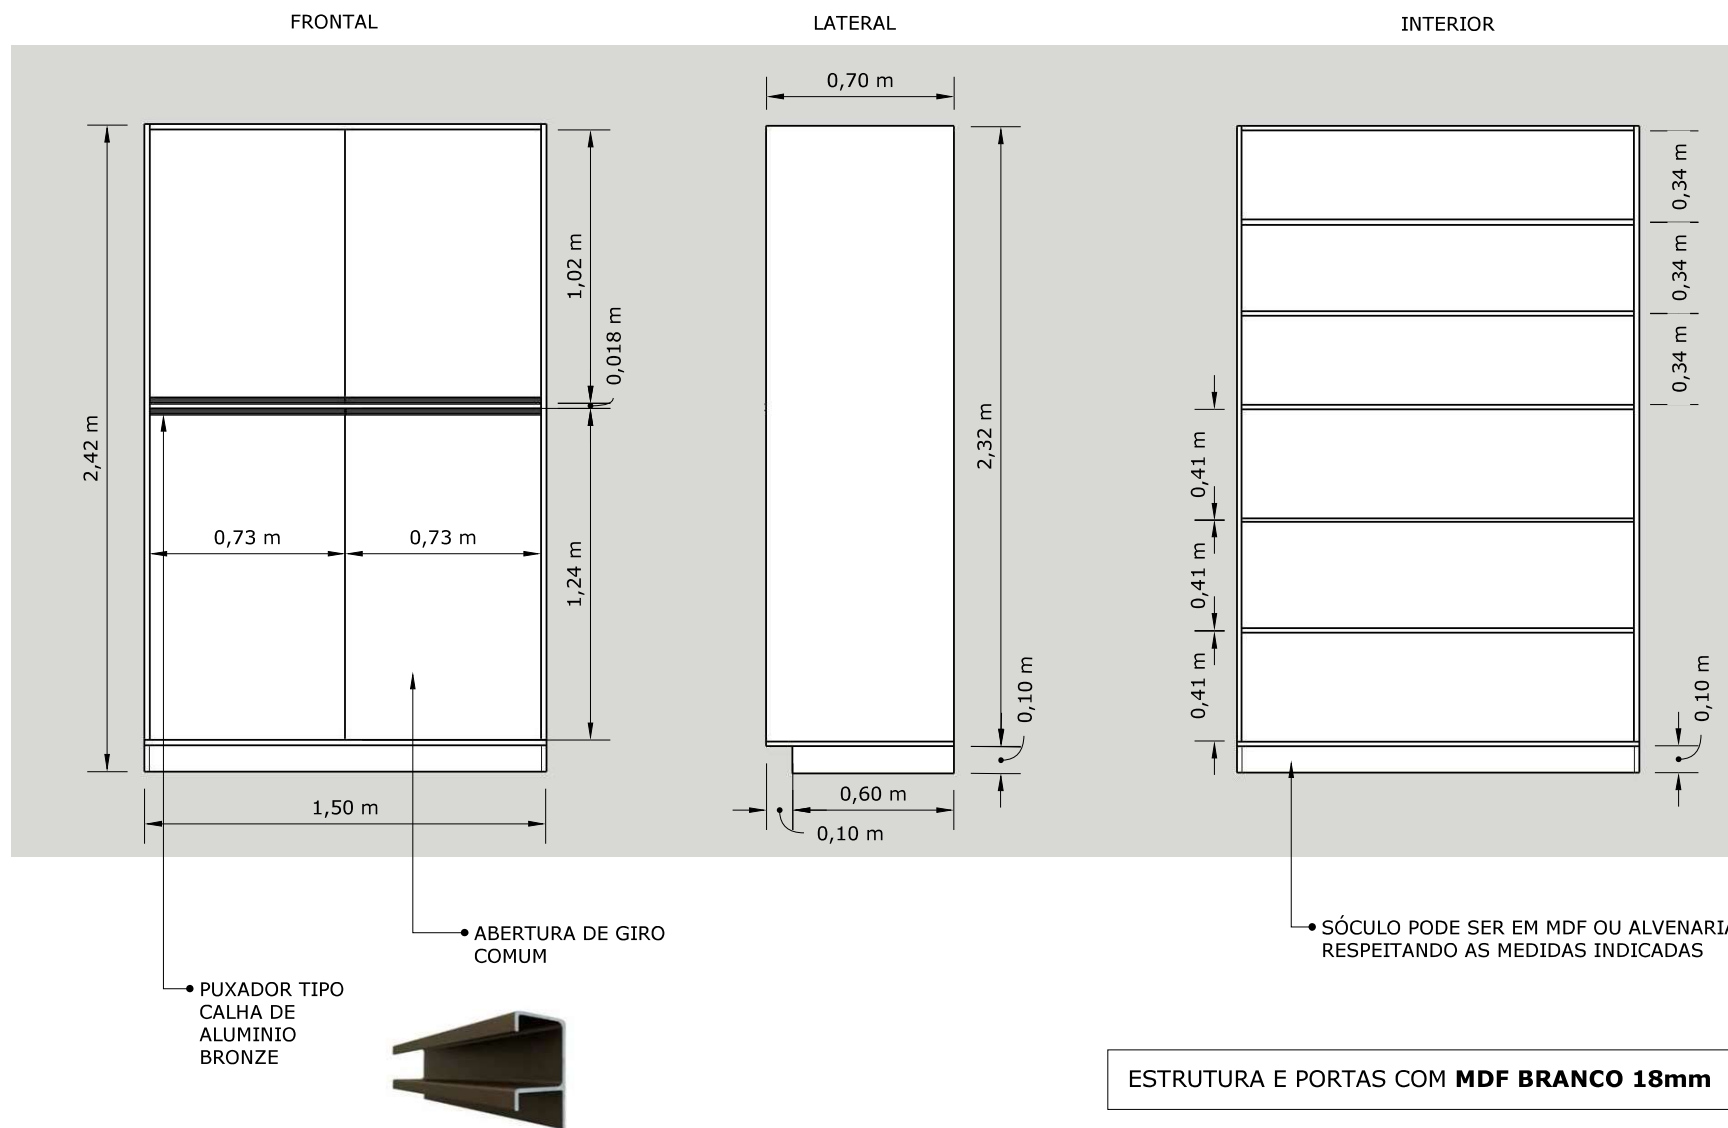 FRONTAL
LATERAL
INTERIOR
0,70 m
1,02 m
0,018 m
2,42 m
0,73 m
0,73 m
1,24 m
1,50 m
2,32 m
0,10 m
0,60 m
0,10 m
0,34 m
0,34 m
0,34 m
0,41 m
0,41 m
0,41 m
0,10 m
ABERTURA DE GIRO
COMUM
PUXADOR TIPO
CALHA DE
ALUMINIO
BRONZE
SÓCULO PODE SER EM MDF OU ALVENARIA
RESPEITANDO AS MEDIDAS INDICADAS
ESTRUTURA E PORTAS COM MDF BRANCO 18mm